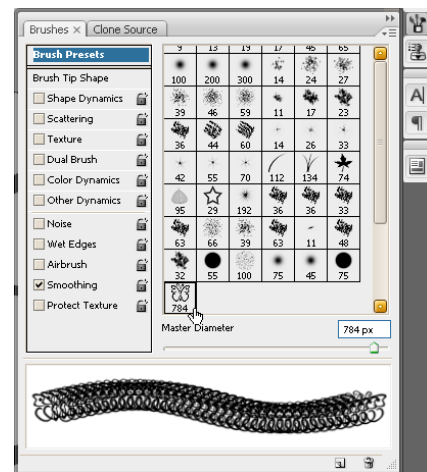 Brushes × Clone Source
Brush Presets
Brush Tip Shape
Shape Dynamics
Scattering
Texture
Dual Brush
Color Dynamics
Other Dynamics
Noise
Wet Edges
Airbrush
Smoothing
Protect Texture
9 13 19 17 45 65
100 200 300 14 24 27
39 46 59 11 17 23
36 44 60 14 26 33
42 55 70 112 134 74
95 29 192 36 36 33
63 66 39 63 11 48
32 55 100 75 45 75
784
Master Diameter 784 px
A